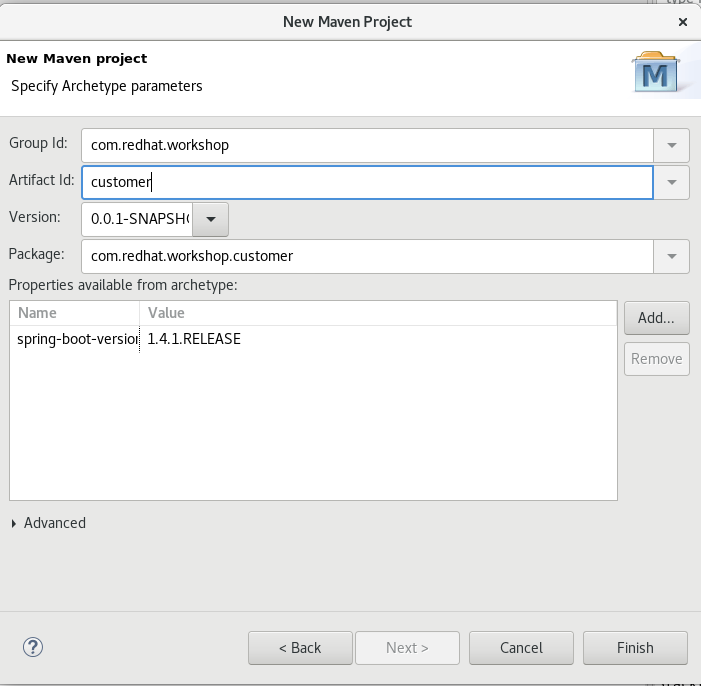 New Maven Project
New Maven project
Specify Archetype parameters
M
Group Id: com.redhat.workshop
Artifact Id: customer
Version: 0.0.1-SNAPSH
Package: com.redhat.workshop.customer
Properties available from archetype:
Name Value
spring-boot-version 1.4.1.RELEASE
Add...
Remove
Advanced
? < Back Next > Cancel Finish